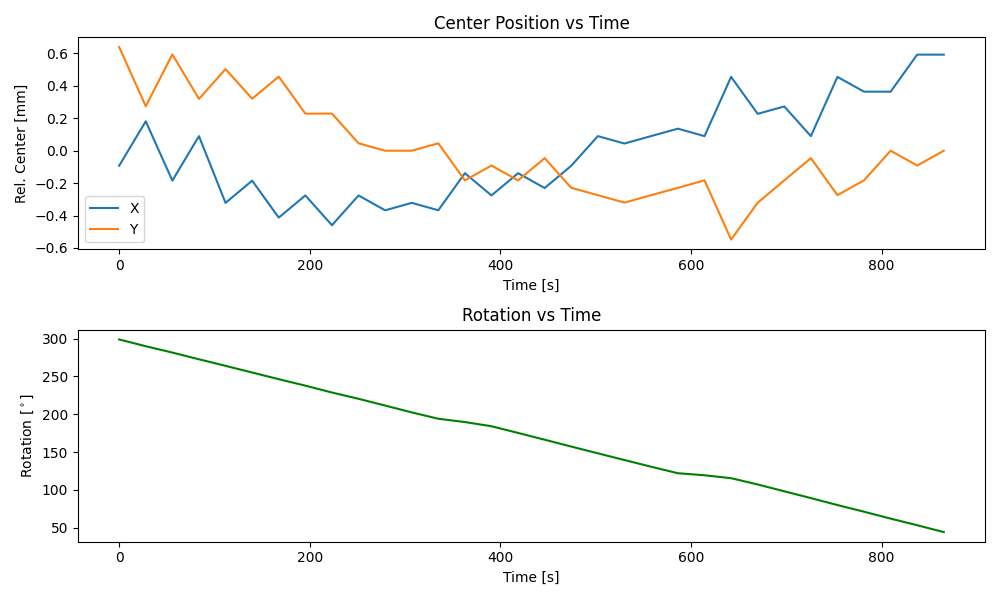 Center Position vs Time
Rel. Center [mm]
0.6
0.4
0.2
0.0
−0.2
−0.4
−0.6
X
Y
0 200 400 600 800
Time [s]
Rotation vs Time
Rotation [°]
300
250
200
150
100
50
0 200 400 600 800
Time [s]